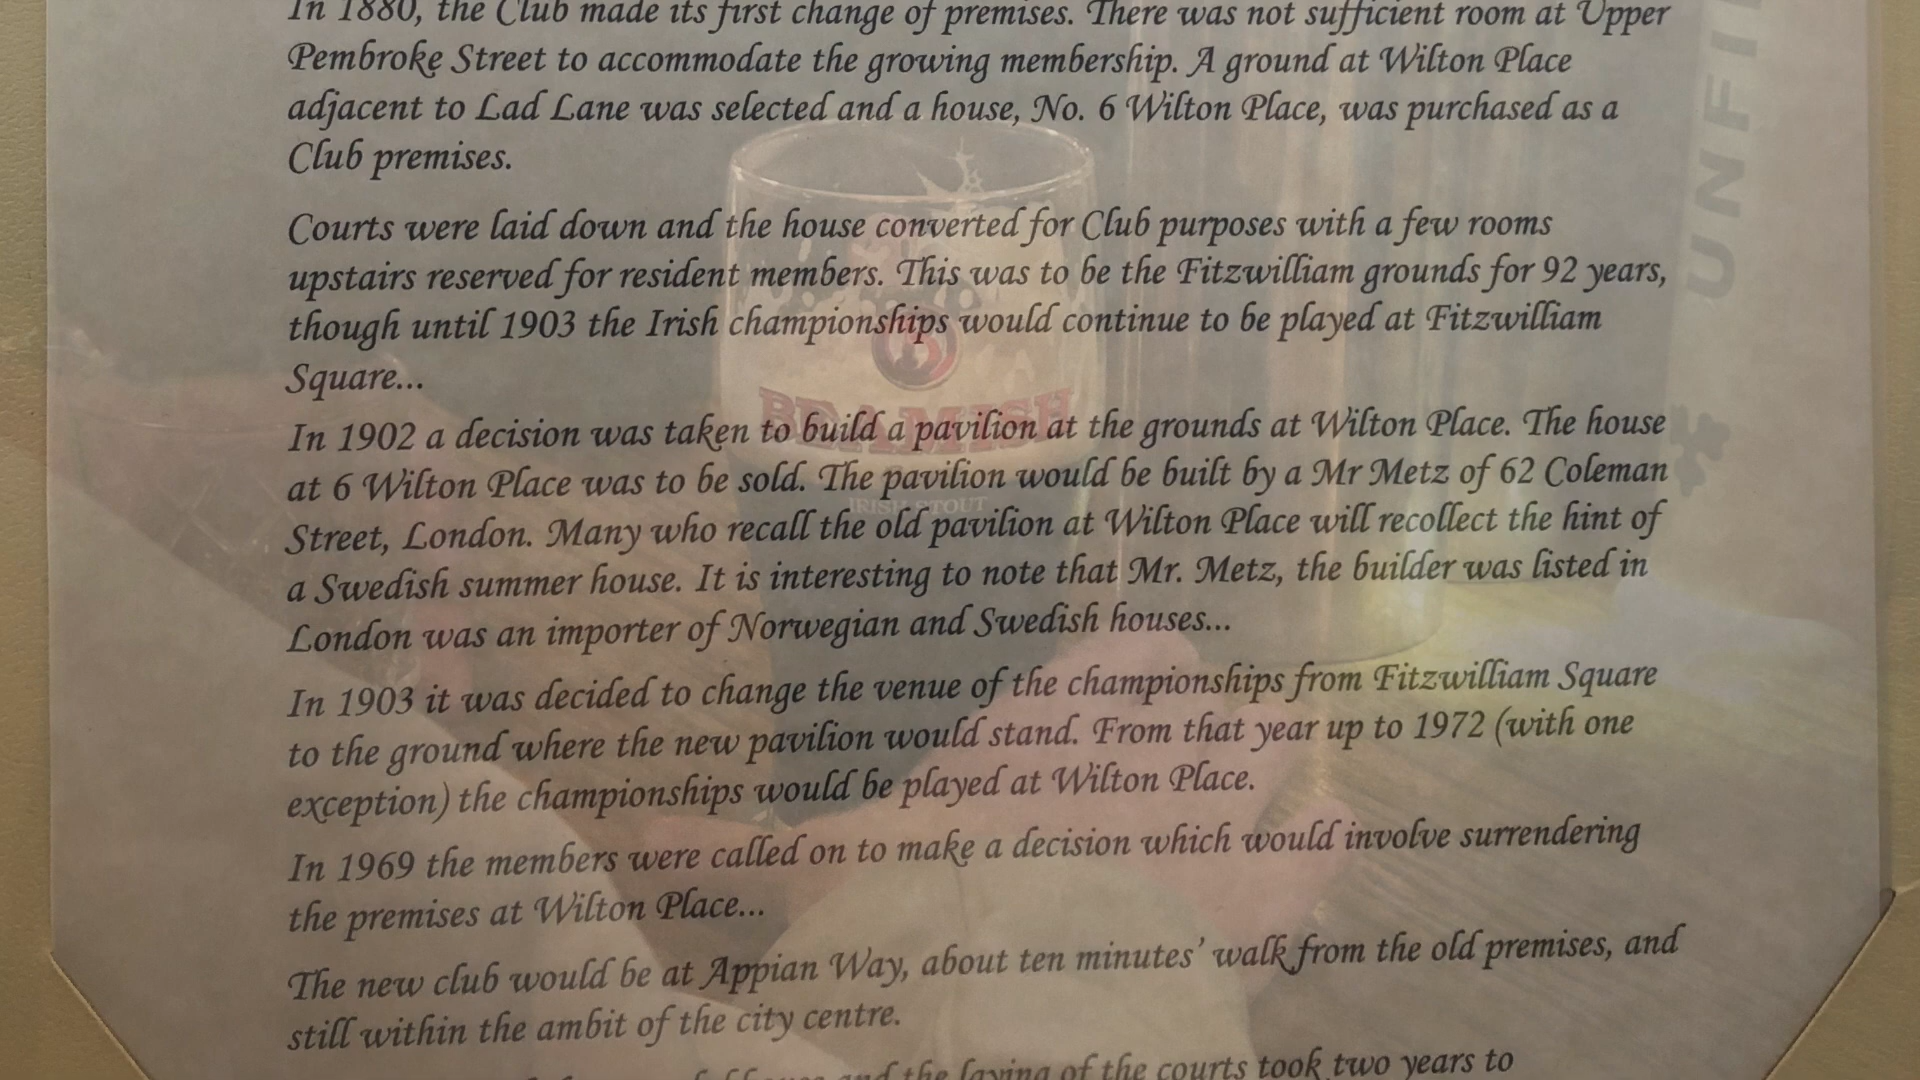 In 1880, the Club made its first change of premises. There was not sufficient room at Upper
Pembroke Street to accommodate the growing membership. A ground at Wilton Place
adjacent to Lad Lane was selected and a house, No. 6 Wilton Place, was purchased as a
Club premises.
Courts were laid down and the house converted for Club purposes with a few rooms
upstairs reserved for resident members. This was to be the Fitzwilliam grounds for 92 years,
though until 1903 the Irish championships would continue to be played at Fitzwilliam
Square...
In 1902 a decision was taken to build a pavilion at the grounds at Wilton Place. The house
at 6 Wilton Place was to be sold. The pavilion would be built by a Mr Metz of 62 Coleman
Street, London. Many who recall the old pavilion at Wilton Place will recollect the hint of
a Swedish summer house. It is interesting to note that Mr. Metz, the builder was listed in
London was an importer of Norwegian and Swedish houses...
In 1903 it was decided to change the venue of the championships from Fitzwilliam Square
to the ground where the new pavilion would stand. From that year up to 1972 (with one
exception) the championships would be played at Wilton Place.
In 1969 the members were called on to make a decision which would involve surrendering
the premises at Wilton Place...
The new club would be at Appian Way, about ten minutes' walk from the old premises, and
still within the ambit of the city centre.
and the laying of the courts took two years to
BEAMISH
IRISH STOUT